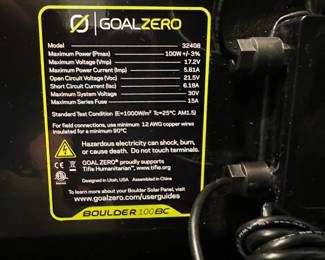 GOALZERO
Model 32408
Maximum Power (Pmax) 100W +/-3%
Maximum Voltage (Vmp) 17.2V
Maximum Power Current (Imp) 5.81A
Open Circuit Voltage (Voc) 21.5V
Short Circuit Current (Isc) 6.18A
Maximum System Voltage 30V
Maximum Series Fuse 15A
Standard Test Condition (E=1000W/m² Tc=25°C AM1.5)
For field connections, use minimum 12 AWG copper wires
insulated for a minimum 90°C
Hazardous electricity can shock, burn,
or cause death. Do not touch terminals.
GOAL ZERO® proudly supports
Tifie Humanitarian™. www.tifie.org
Designed in Utah, USA Assembled in China
To learn more about your Boulder Solar Panel, visit
www.goalzero.com/userguides
BOULDER 100 BC